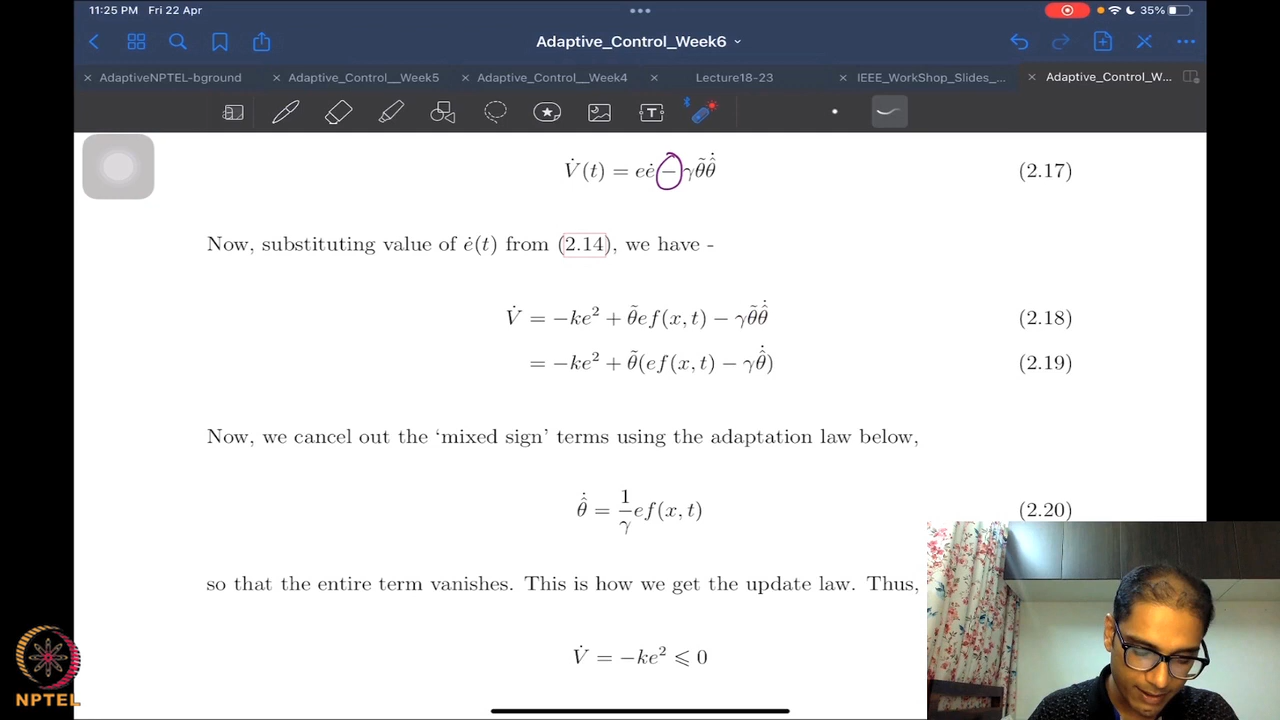 11:25 PM Fri 22 Apr ••• 35%
Adaptive_Control_Week6
AdaptiveNPTEL-bground Adaptive_Control__Week5 Adaptive_Control__Week4 Lecture18-23 IEEE_WorkShop_Slides_... Adaptive_Control_W...
V̇(t) = eė − γθ̃θ̂̇ (2.17)
Now, substituting value of ė(t) from (2.14), we have -
V̇ = −ke² + θ̃ef(x, t) − γθ̃θ̂̇ (2.18)
= −ke² + θ̃(ef(x, t) − γθ̂̇) (2.19)
Now, we cancel out the ‘mixed sign’ terms using the adaptation law below,
θ̂̇ = 1/γ ef(x, t) (2.20)
so that the entire term vanishes. This is how we get the update law. Thus,
V̇ = −ke² ⩽ 0
NPTEL